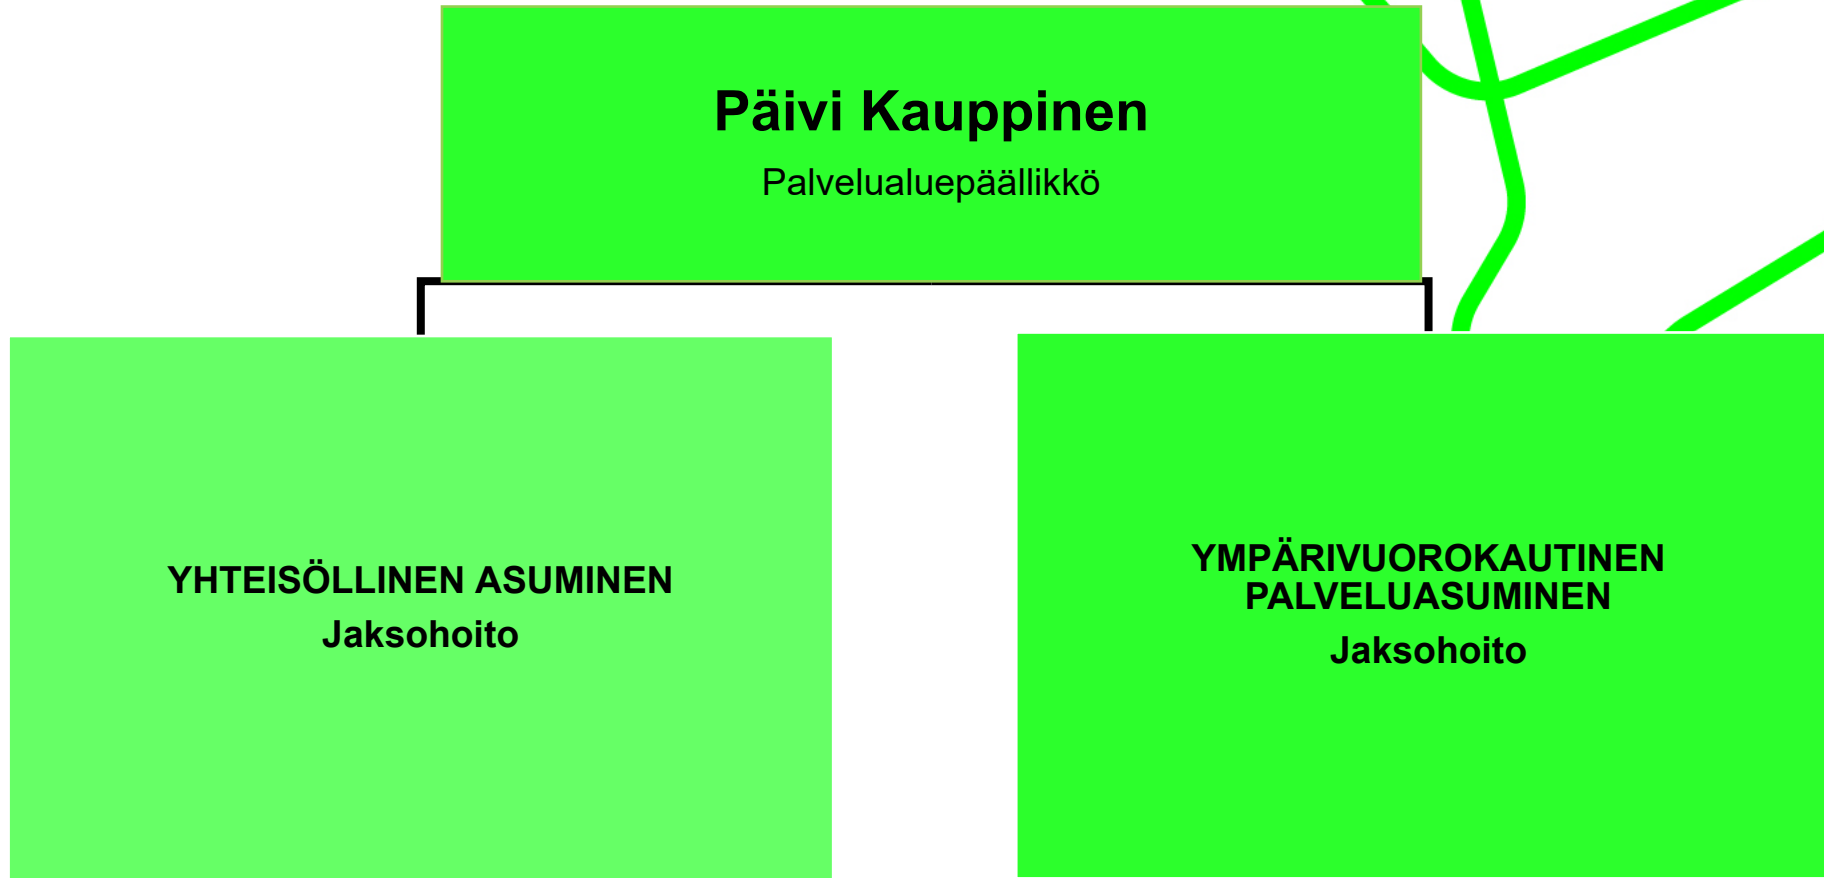 Päivi Kauppinen
Palvelualuepäällikkö
YHTEISÖLLINEN ASUMINEN
Jaksohoito
YMPÄRIVUOROKAUTINEN
PALVELUASUMINEN
Jaksohoito